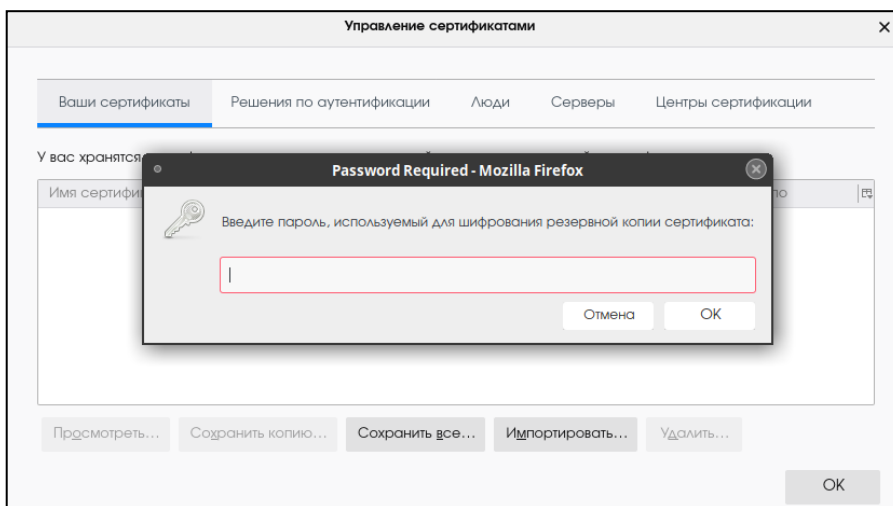 Управление сертификатами
Ваши сертификаты Решения по аутентификации Люди Серверы Центры сертификации
У вас хранятся
Password Required - Mozilla Firefox
Имя
Введите пароль, используемый для шифрования резервной копии сертификата:
Отмена OK
Просмотреть... Сохранить копию... Сохранить все... Импортировать... Удалить...
OK